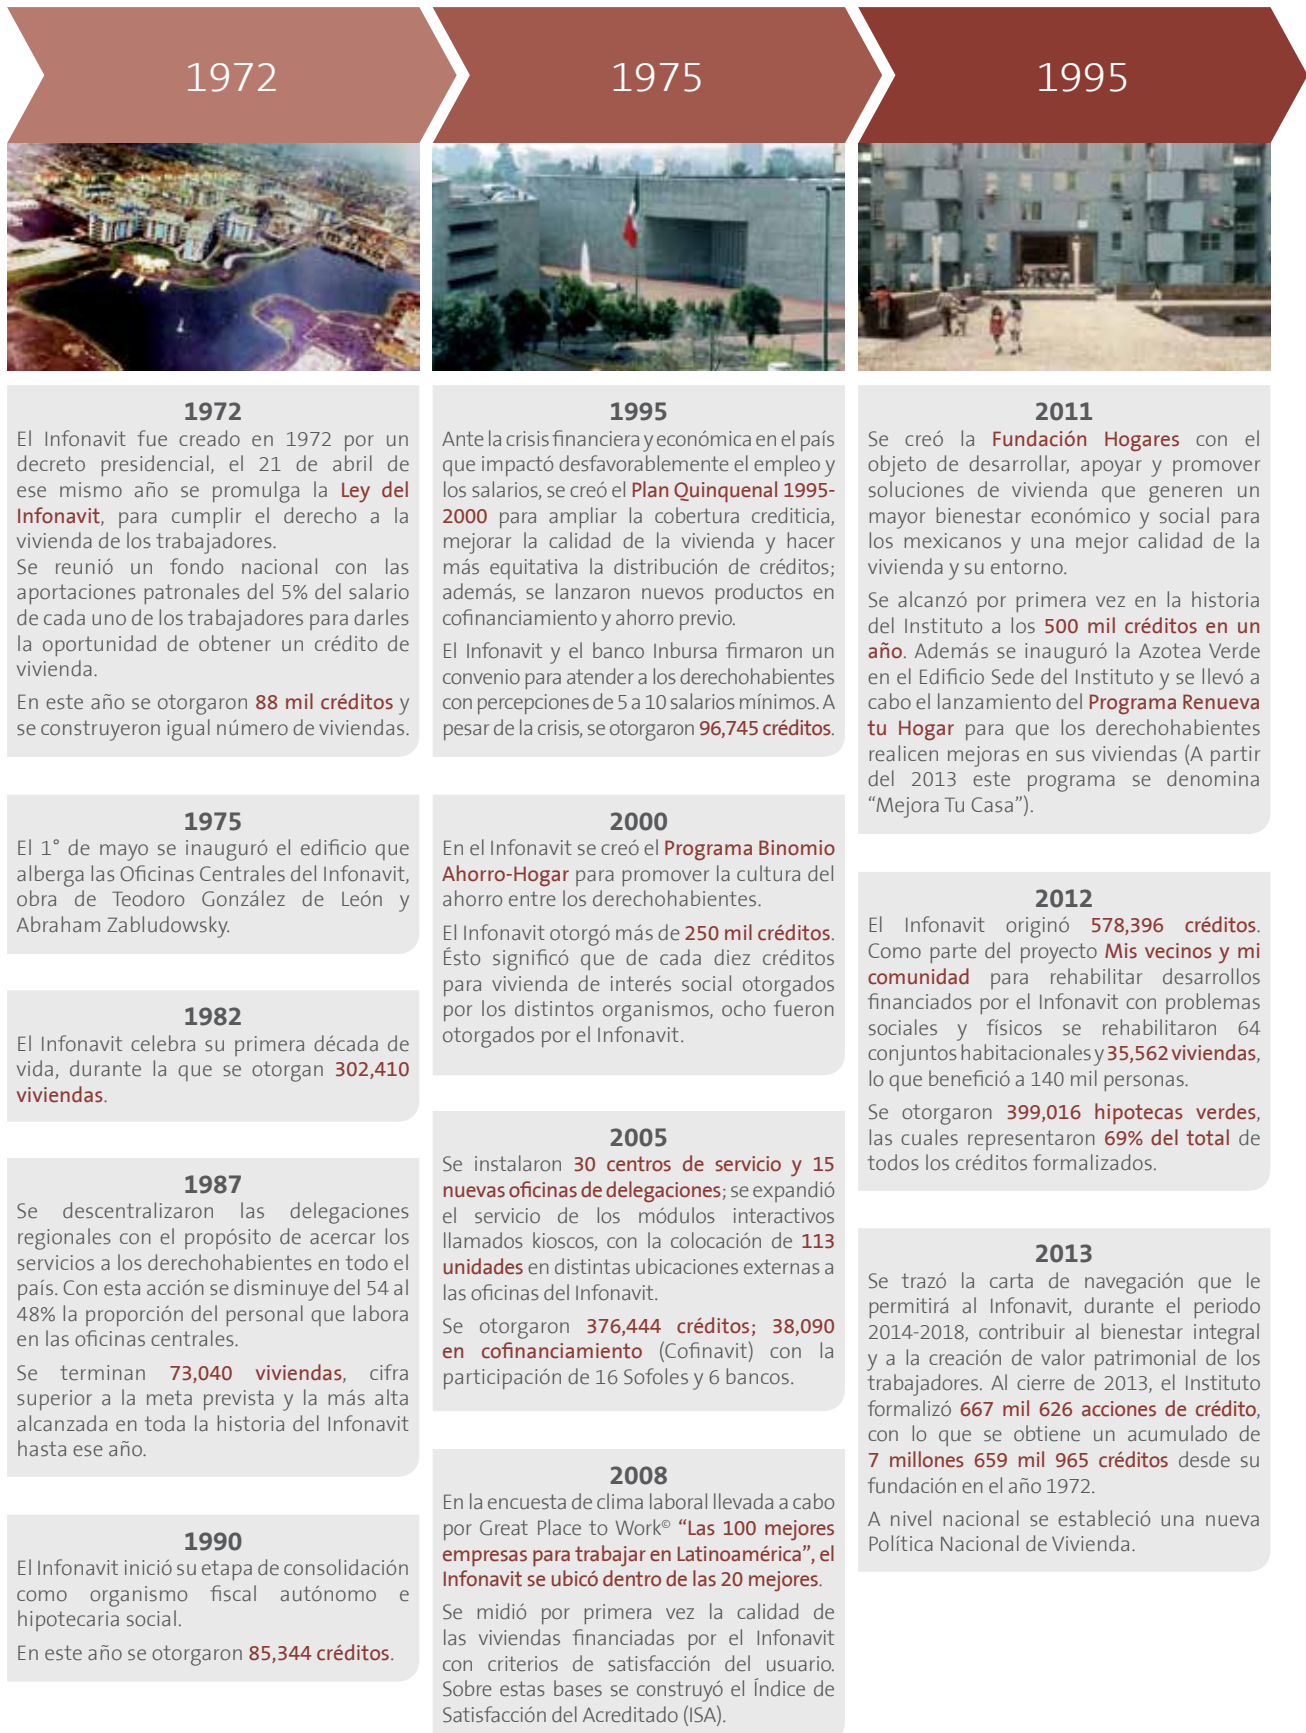 1972
1975
1995
1972
El Infonavit fue creado en 1972 por un
decreto presidencial, el 21 de abril de
ese mismo año se promulga la Ley del
Infonavit, para cumplir el derecho a la
vivienda de los trabajadores.
Se reunió un fondo nacional con las
aportaciones patronales del 5% del salario
de cada uno de los trabajadores para darles
la oportunidad de obtener un crédito de
vivienda.
En este año se otorgaron 88 mil créditos y
se construyeron igual número de viviendas.
1975
El 1° de mayo se inauguró el edificio que
alberga las Oficinas Centrales del Infonavit,
obra de Teodoro González de León y
Abraham Zabludowsky.
1982
El Infonavit celebra su primera década de
vida, durante la que se otorgan 302,410
viviendas.
1987
Se descentralizaron las delegaciones
regionales con el propósito de acercar los
servicios a los derechohabientes en todo el
país. Con esta acción se disminuye del 54 al
48% la proporción del personal que labora
en las oficinas centrales.
Se terminan 73,040 viviendas, cifra
superior a la meta prevista y la más alta
alcanzada en toda la historia del Infonavit
hasta ese año.
1990
El Infonavit inició su etapa de consolidación
como organismo fiscal autónomo e
hipotecaria social.
En este año se otorgaron 85,344 créditos.
1995
Ante la crisis financiera y económica en el país
que impactó desfavorablemente el empleo y
los salarios, se creó el Plan Quinquenal 1995-
2000 para ampliar la cobertura crediticia,
mejorar la calidad de la vivienda y hacer
más equitativa la distribución de créditos;
además, se lanzaron nuevos productos en
cofinanciamiento y ahorro previo.
El Infonavit y el banco Inbursa firmaron un
convenio para atender a los derechohabientes
con percepciones de 5 a 10 salarios mínimos. A
pesar de la crisis, se otorgaron 96,745 créditos.
2000
En el Infonavit se creó el Programa Binomio
Ahorro-Hogar para promover la cultura del
ahorro entre los derechohabientes.
El Infonavit otorgó más de 250 mil créditos.
Ésto significó que de cada diez créditos
para vivienda de interés social otorgados
por los distintos organismos, ocho fueron
otorgados por el Infonavit.
2005
Se instalaron 30 centros de servicio y 15
nuevas oficinas de delegaciones; se expandió
el servicio de los módulos interactivos
llamados kioscos, con la colocación de 113
unidades en distintas ubicaciones externas a
las oficinas del Infonavit.
Se otorgaron 376,444 créditos; 38,090
en cofinanciamiento (Cofinavit) con la
participación de 16 Sofoles y 6 bancos.
2008
En la encuesta de clima laboral llevada a cabo
por Great Place to Work© “Las 100 mejores
empresas para trabajar en Latinoamérica”, el
Infonavit se ubicó dentro de las 20 mejores.
Se midió por primera vez la calidad de
las viviendas financiadas por el Infonavit
con criterios de satisfacción del usuario.
Sobre estas bases se construyó el Índice de
Satisfacción del Acreditado (ISA).
2011
Se creó la Fundación Hogares con el
objeto de desarrollar, apoyar y promover
soluciones de vivienda que generen un
mayor bienestar económico y social para
los mexicanos y una mejor calidad de la
vivienda y su entorno.
Se alcanzó por primera vez en la historia
del Instituto a los 500 mil créditos en un
año. Además se inauguró la Azotea Verde
en el Edificio Sede del Instituto y se llevó a
cabo el lanzamiento del Programa Renueva
tu Hogar para que los derechohabientes
realicen mejoras en sus viviendas (A partir
del 2013 este programa se denomina
“Mejora Tu Casa”).
2012
El Infonavit originó 578,396 créditos.
Como parte del proyecto Mis vecinos y mi
comunidad para rehabilitar desarrollos
financiados por el Infonavit con problemas
sociales y físicos se rehabilitaron 64
conjuntos habitacionales y 35,562 viviendas,
lo que benefició a 140 mil personas.
Se otorgaron 399,016 hipotecas verdes,
las cuales representaron 69% del total de
todos los créditos formalizados.
2013
Se trazó la carta de navegación que le
permitirá al Infonavit, durante el periodo
2014-2018, contribuir al bienestar integral
y a la creación de valor patrimonial de los
trabajadores. Al cierre de 2013, el Instituto
formalizó 667 mil 626 acciones de crédito,
con lo que se obtiene un acumulado de
7 millones 659 mil 965 créditos desde su
fundación en el año 1972.
A nivel nacional se estableció una nueva
Política Nacional de Vivienda.